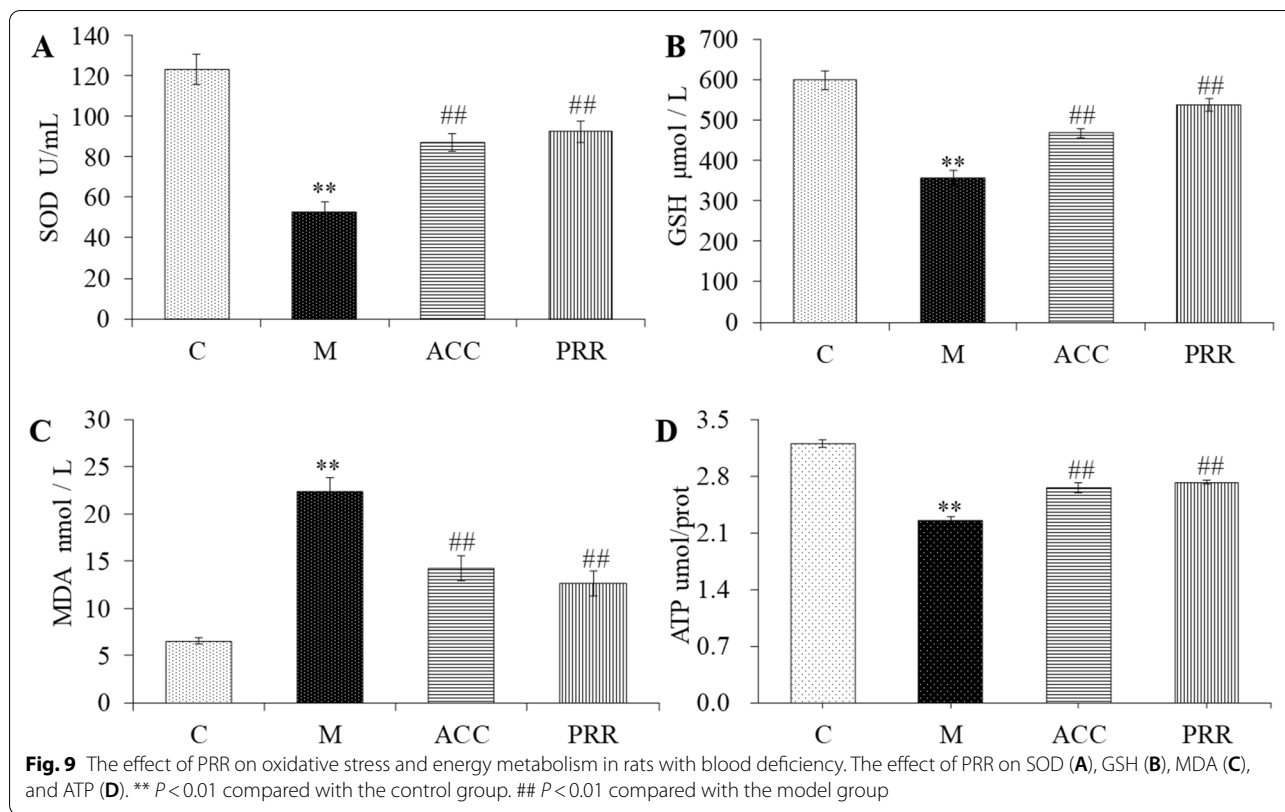 A
SOD U/mL
140
120
100
80
60
40
20
0
**
##
##
C M ACC PRR
B
GSH µmol / L
700
600
500
400
300
200
100
0
**
##
##
C M ACC PRR
C
MDA nmol / L
30
25
20
15
10
5
0
**
##
##
C M ACC PRR
D
ATP umol/prot
3.5
2.8
2.1
1.4
0.7
0.0
**
##
##
C M ACC PRR
Fig. 9 The effect of PRR on oxidative stress and energy metabolism in rats with blood deficiency. The effect of PRR on SOD (A), GSH (B), MDA (C),
and ATP (D). ** P < 0.01 compared with the control group. ## P < 0.01 compared with the model group